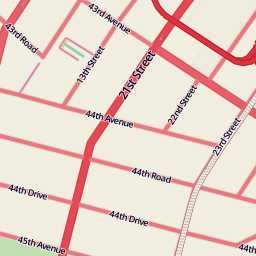 43rd Avenue
43rd Road
13th Street
21st Street
22nd Street
44th Avenue
23rd Street
44th Road
44th Drive
44th Drive
45th Avenue
44th